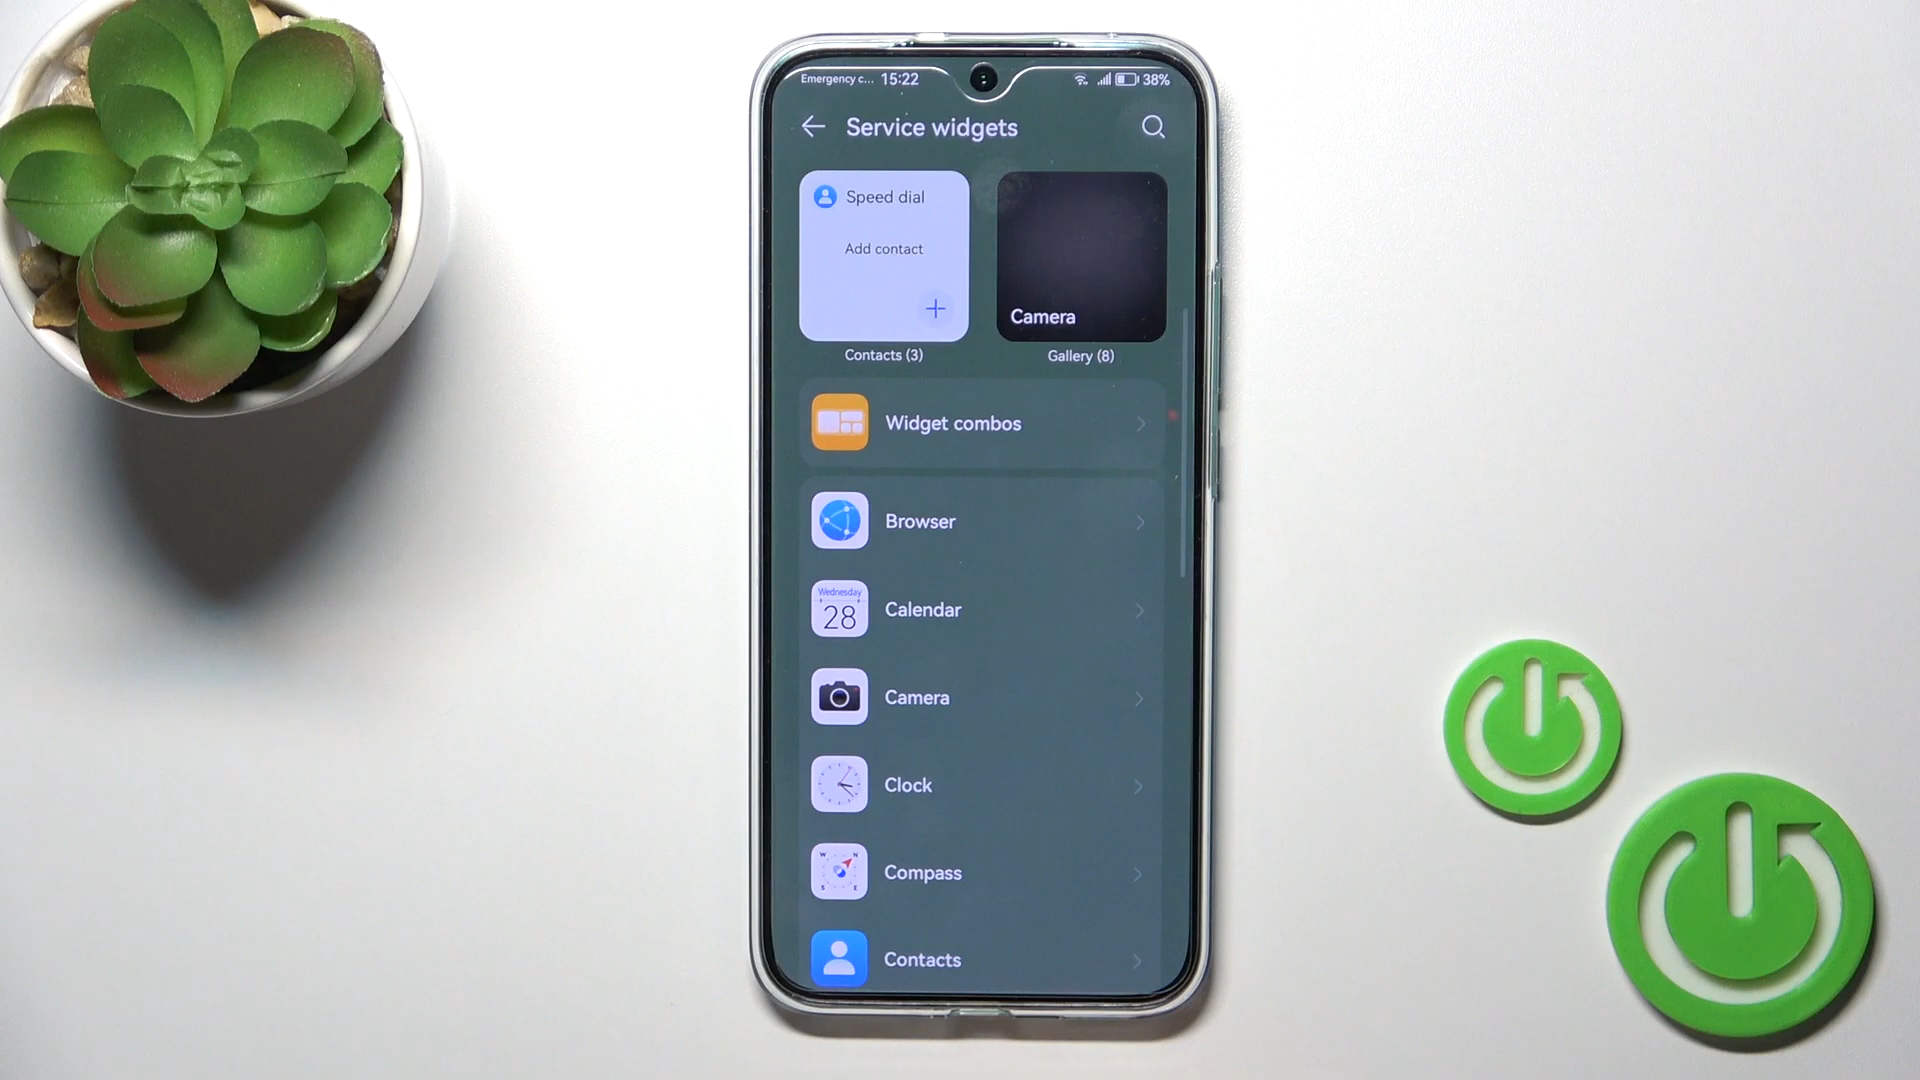 Emergency c... 15:22 38%
Service widgets
Speed dial
Add contact
Camera
Contacts (3)
Gallery (8)
Widget combos
Browser
Wednesday
28
Calendar
Camera
Clock
W N
S E
Compass
Contacts